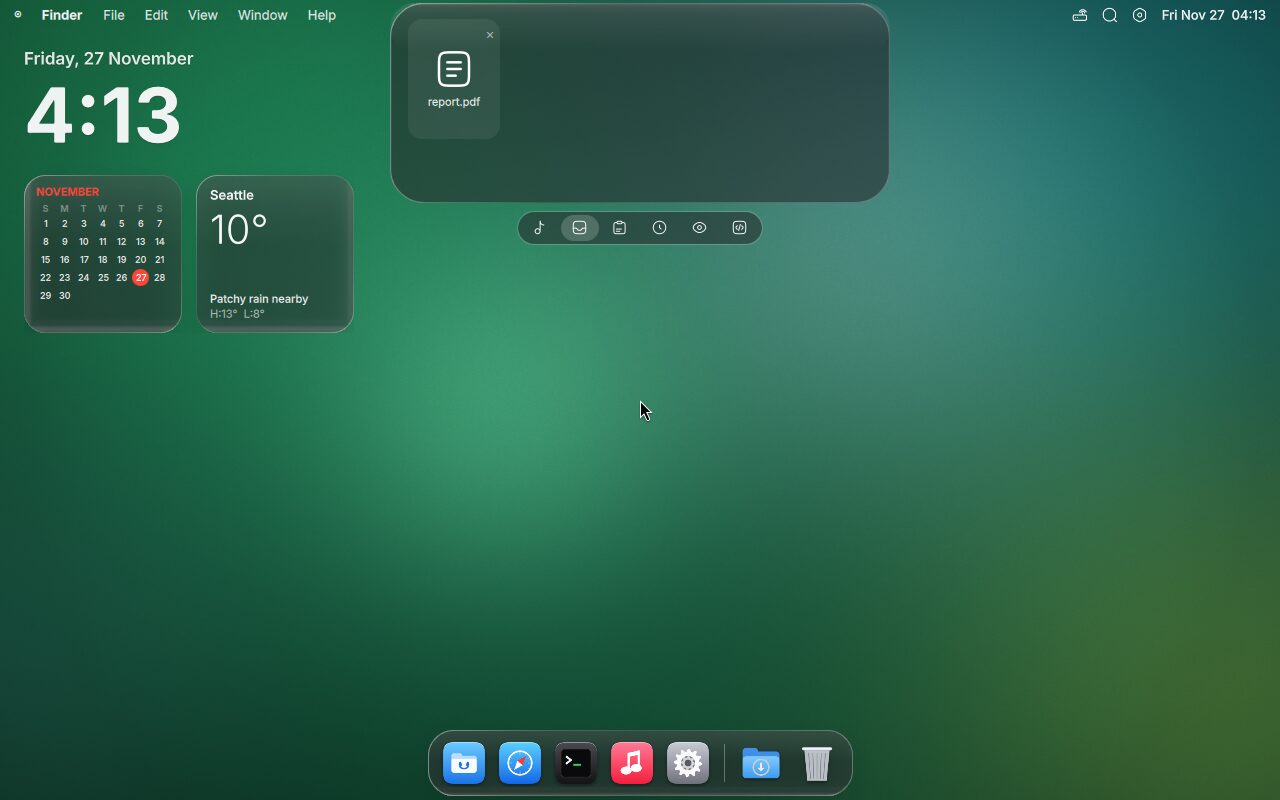 Finder File Edit View Window Help
Fri Nov 27 04:13
Friday, 27 November
4:13
report.pdf
NOVEMBER
S M T W T F S
1 2 3 4 5 6 7
8 9 10 11 12 13 14
15 16 17 18 19 20 21
22 23 24 25 26 27 28
29 30
Seattle
10°
Patchy rain nearby
H:13° L:8°